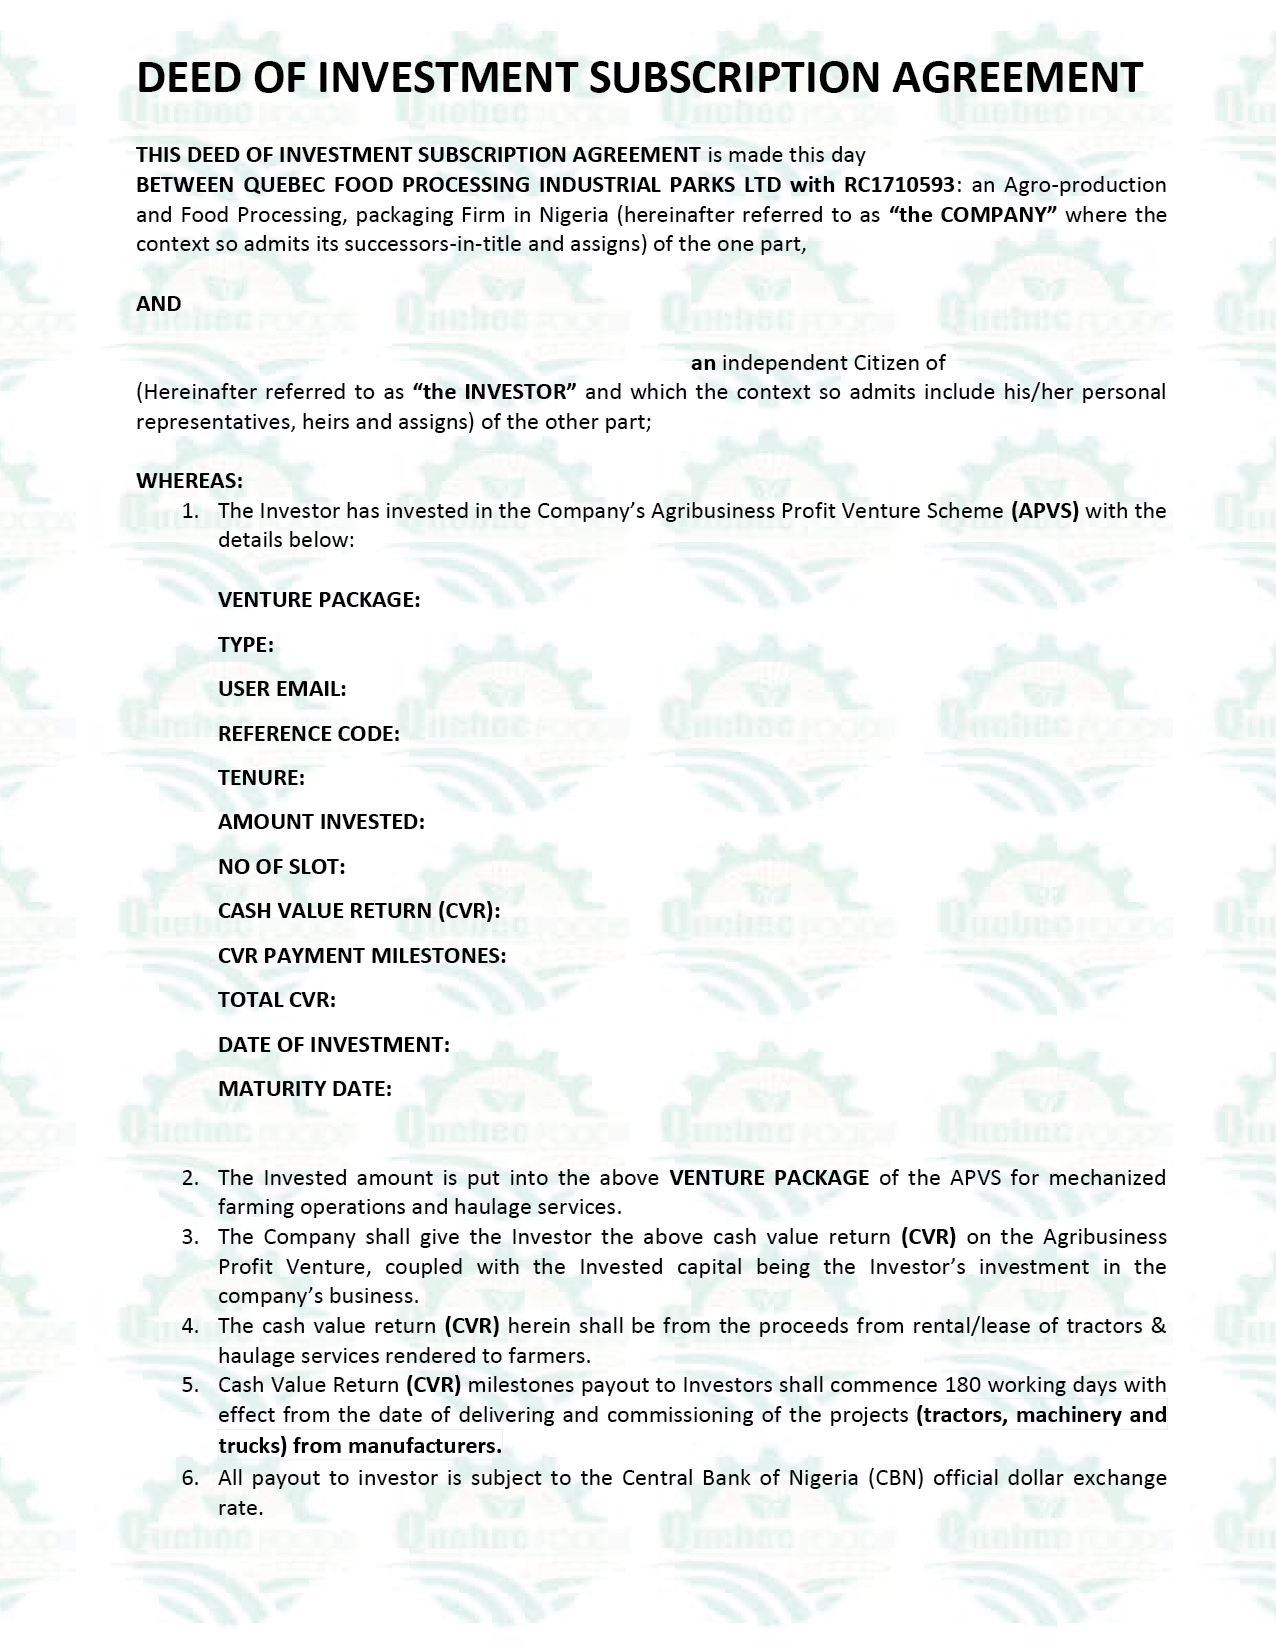 DEED OF INVESTMENT SUBSCRIPTION AGREEMENT
THIS DEED OF INVESTMENT SUBSCRIPTION AGREEMENT is made this day
BETWEEN QUEBEC FOOD PROCESSING INDUSTRIAL PARKS LTD with RC1710593: an Agro-production
and Food Processing, packaging Firm in Nigeria (hereinafter referred to as “the COMPANY” where the
context so admits its successors-in-title and assigns) of the one part,
AND
an independent Citizen of
(Hereinafter referred to as “the INVESTOR” and which the context so admits include his/her personal
representatives, heirs and assigns) of the other part;
WHEREAS:
1. The Investor has invested in the Company’s Agribusiness Profit Venture Scheme (APVS) with the
details below:
VENTURE PACKAGE:
TYPE:
USER EMAIL:
REFERENCE CODE:
TENURE:
AMOUNT INVESTED:
NO OF SLOT:
CASH VALUE RETURN (CVR):
CVR PAYMENT MILESTONES:
TOTAL CVR:
DATE OF INVESTMENT:
MATURITY DATE:
2. The Invested amount is put into the above VENTURE PACKAGE of the APVS for mechanized
farming operations and haulage services.
3. The Company shall give the Investor the above cash value return (CVR) on the Agribusiness
Profit Venture, coupled with the Invested capital being the Investor’s investment in the
company’s business.
4. The cash value return (CVR) herein shall be from the proceeds from rental/lease of tractors &
haulage services rendered to farmers.
5. Cash Value Return (CVR) milestones payout to Investors shall commence 180 working days with
effect from the date of delivering and commissioning of the projects (tractors, machinery and
trucks) from manufacturers.
6. All payout to investor is subject to the Central Bank of Nigeria (CBN) official dollar exchange
rate.